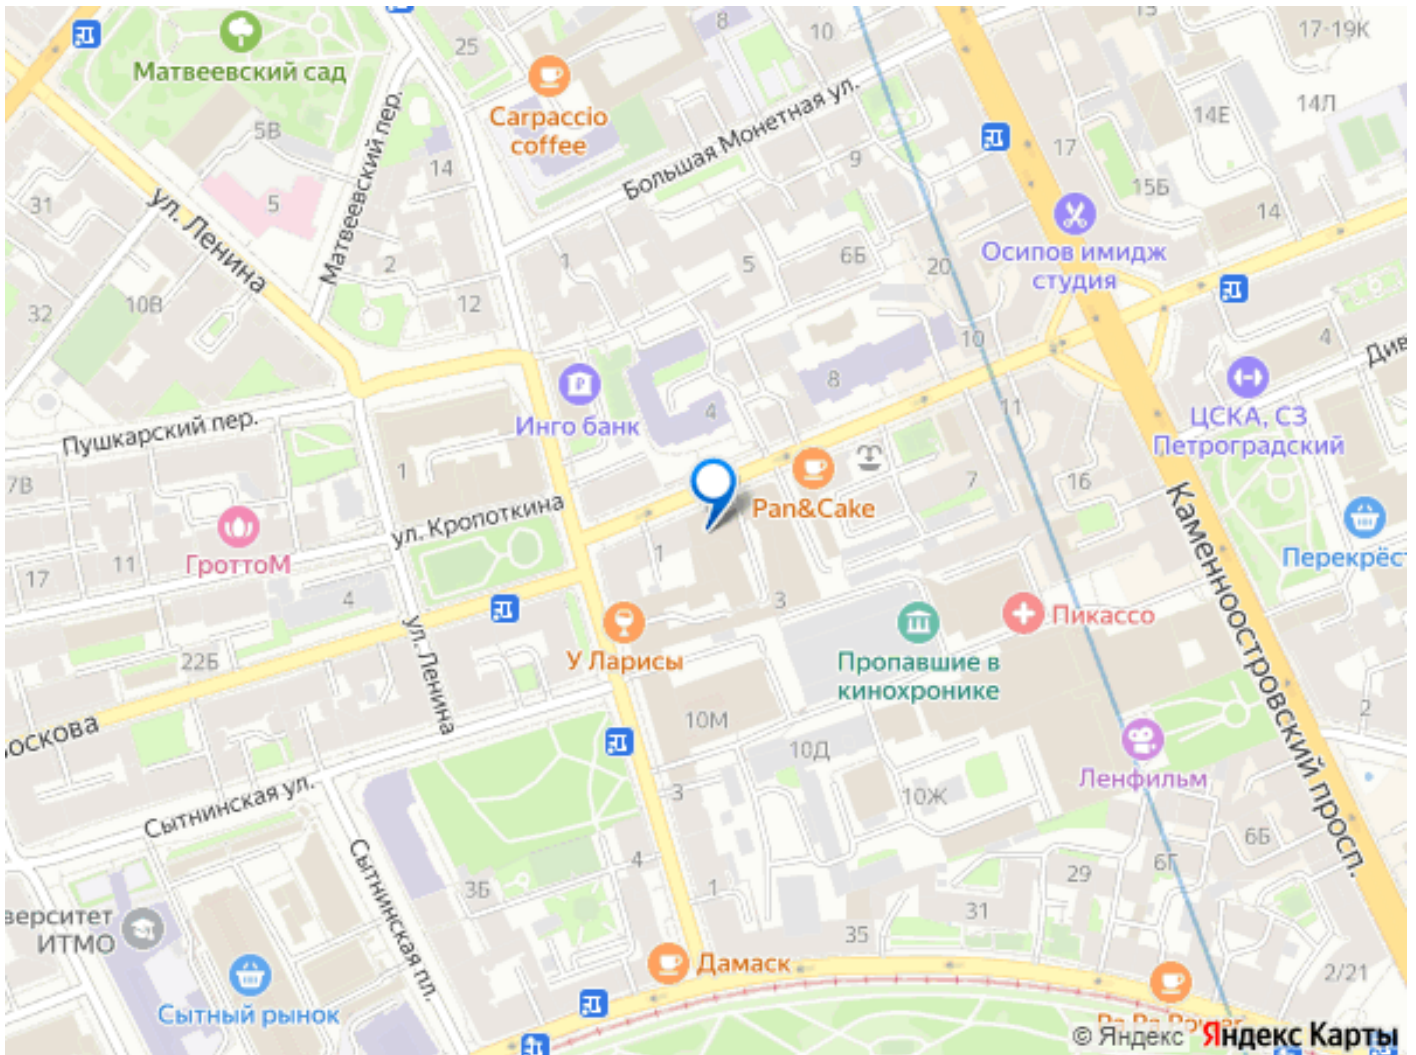 8
10
15
17-19К
25
Матвеевский сад
Carpaccio
coffee
Большая Монетная ул.
14Е
14Л
5В
17
9
14
15Б
31
5
ул. Ленина
Матвеевский пер.
14
Осипов имидж
студия
2
1
5
6Б
20
32
10В
12
10
4
Див
8
11
Инго банк
4
ЦСКА, СЗ
Петроградский
Пушкарский пер.
7В
1
7
16
Pan&Cake
Каменноостровский просп.
ул. Кропоткина
ГроттоМ
17
11
1
Перекрёст
4
3
Пикассо
22Б
ул. Ленина
У Ларисы
Пропавшие в
кинохронике
10М
2
оскова
10Д
Ленфильм
Сытнинская ул.
3
10Ж
6Б
Сытнинская пл.
4
3Б
1
29
6Г
31
верситет
ИТМО
35
Дамаск
2/21
Сытный рынок
© Яндекс Яндекс Карты